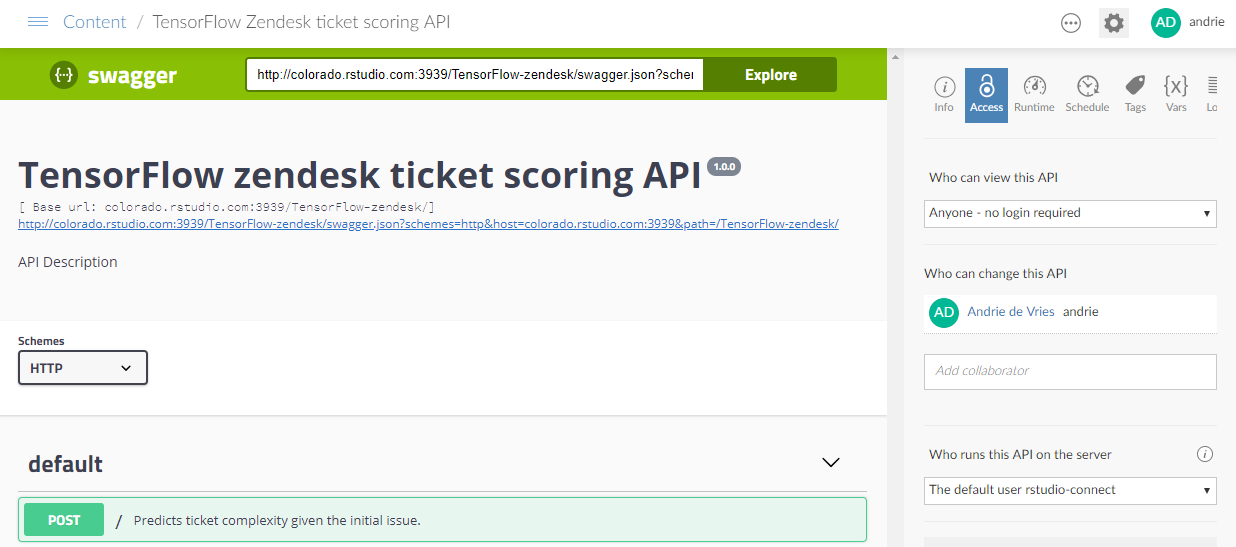 Content / TensorFlow Zendesk ticket scoring API
AD andrie
{··} swagger
http://colorado.rstudio.com:3939/TensorFlow-zendesk/swagger.json?schem
Explore
TensorFlow zendesk ticket scoring API 1.0.0
[ Base url: colorado.rstudio.com:3939/TensorFlow-zendesk/]
http://colorado.rstudio.com:3939/TensorFlow-zendesk/swagger.json?schemes=http&host=colorado.rstudio.com:3939&path=/TensorFlow-zendesk/
API Description
Schemes
HTTP
default
POST / Predicts ticket complexity given the initial issue.
Info Access Runtime Schedule Tags {x} Vars Lo
Who can view this API
Anyone - no login required
Who can change this API
AD Andrie de Vries andrie
Add collaborator
Who runs this API on the server
The default user rstudio-connect